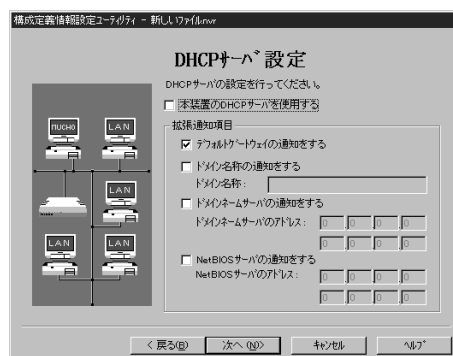 構成定義情報設定ユーティリティ - 新しいファイル.nvr
DHCPサーバ設定
DHCPサーバの設定を行ってください。
本装置のDHCPサーバを使用する
拡張通知項目
デフォルトゲートウェイの通知をする
ドメイン名称の通知をする
ドメイン名称:
ドメインネームサーバの通知をする
ドメインネームサーバのアドレス: 0 0 0 0
0 0 0 0
NetBIOSサーバの通知をする
NetBIOSサーバのアドレス: 0 0 0 0
0 0 0 0
MUCHO LAN
LAN
LAN LAN
< 戻る(B) 次へ(N)> キャンセル ヘルプ